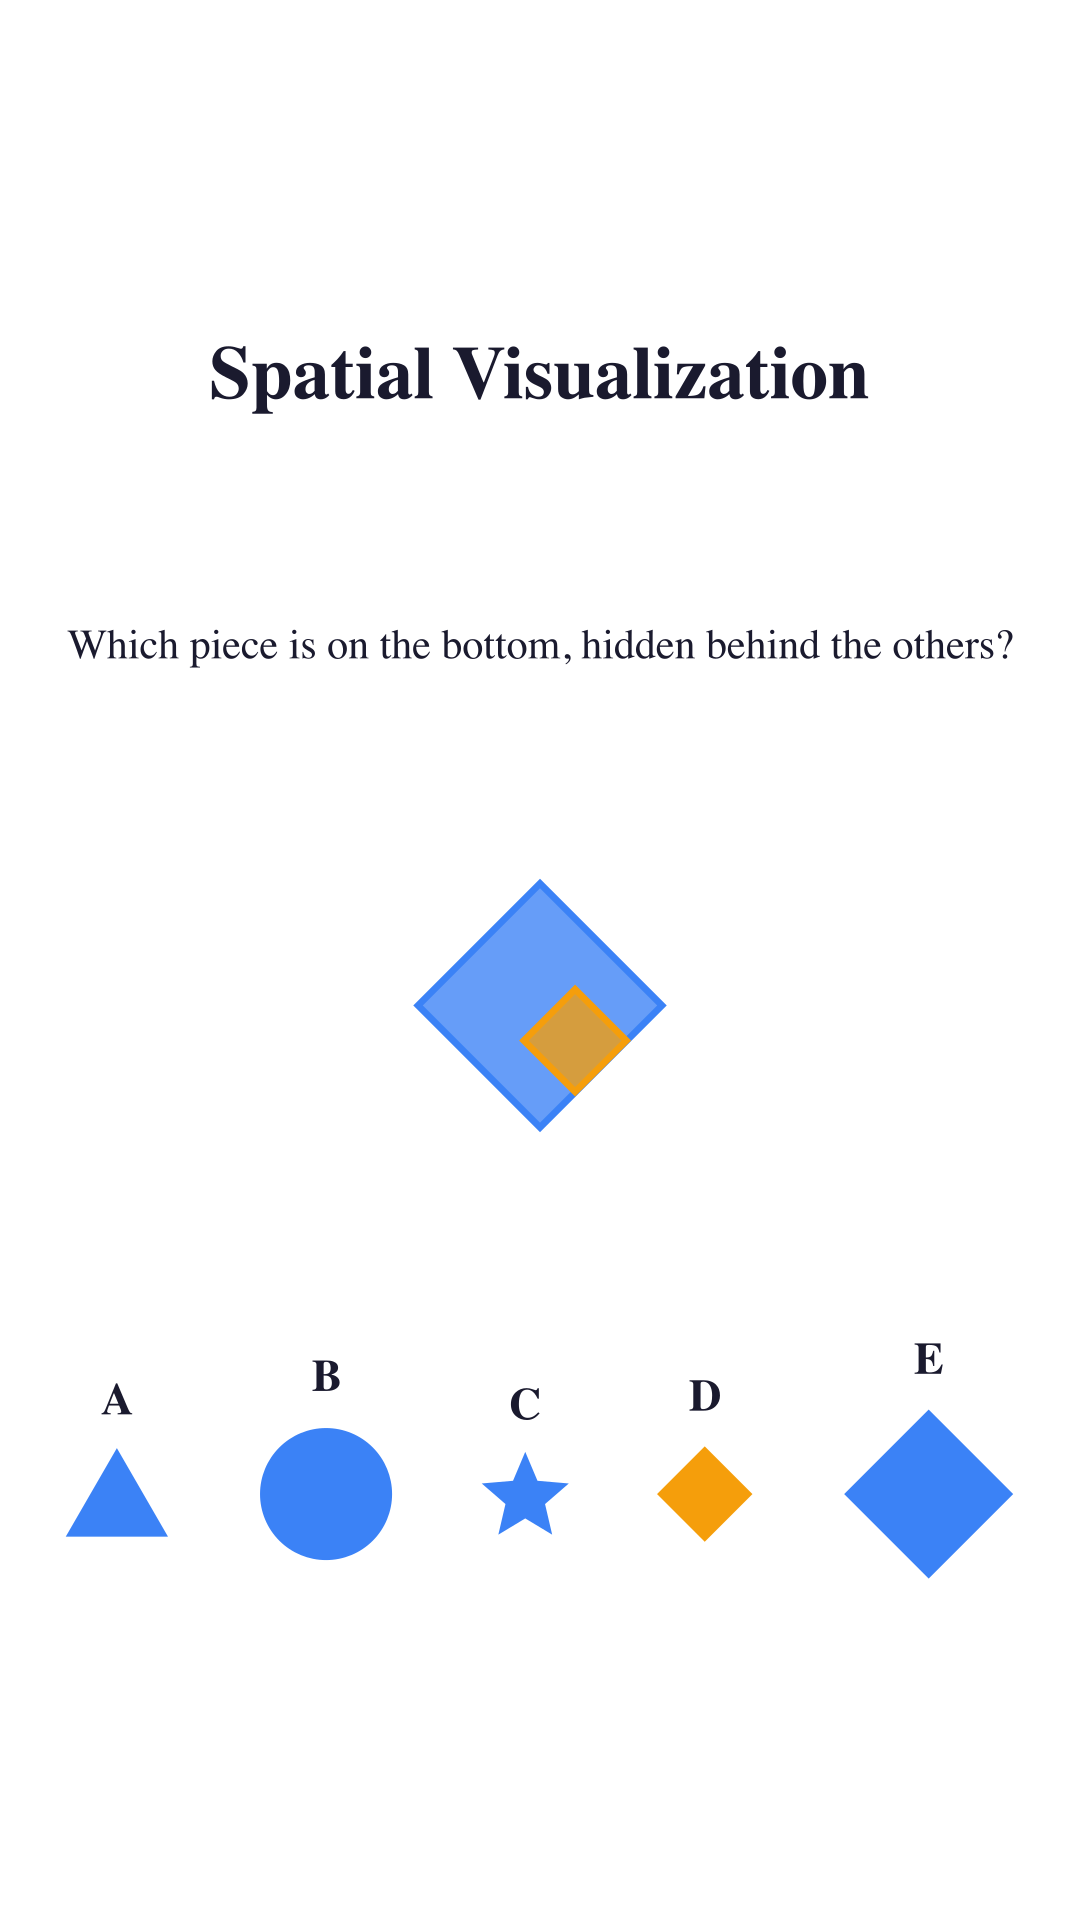 Spatial Visualization
Which piece is on the bottom, hidden behind the others?
A B C D E